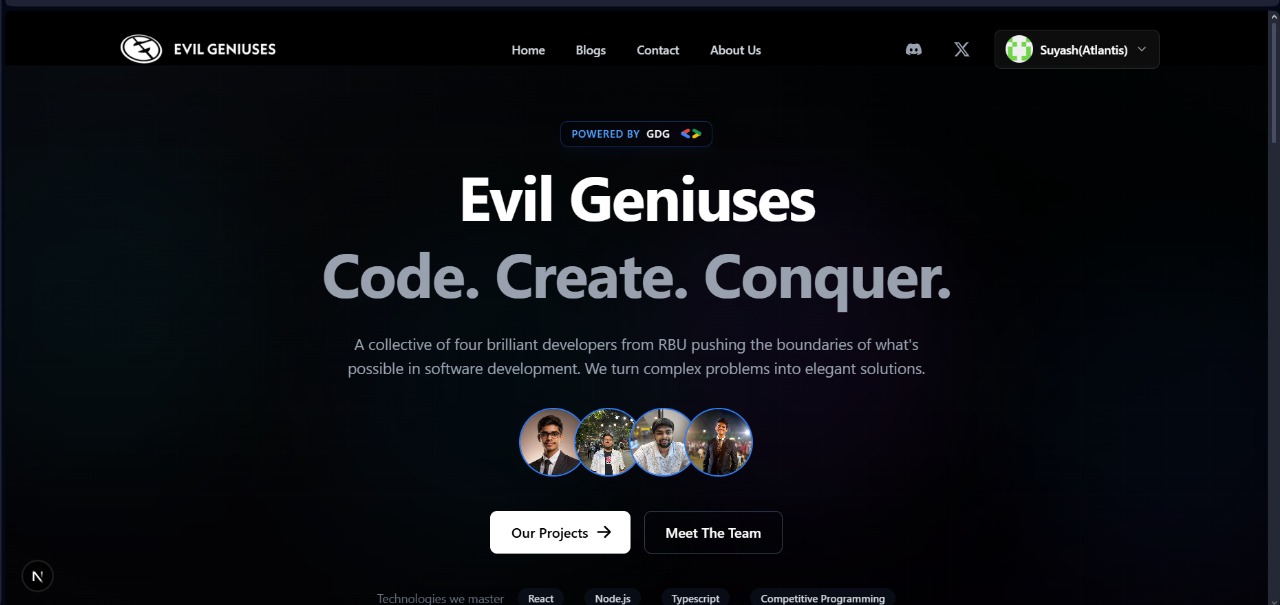 EVIL GENIUSES
Home Blogs Contact About Us
Suyash(Atlantis)
POWERED BY GDG
Evil Geniuses
Code. Create. Conquer.
A collective of four brilliant developers from RBU pushing the boundaries of what's
possible in software development. We turn complex problems into elegant solutions.
Our Projects → Meet The Team
N
Technologies we master React Node.js Typescript Competitive Programming